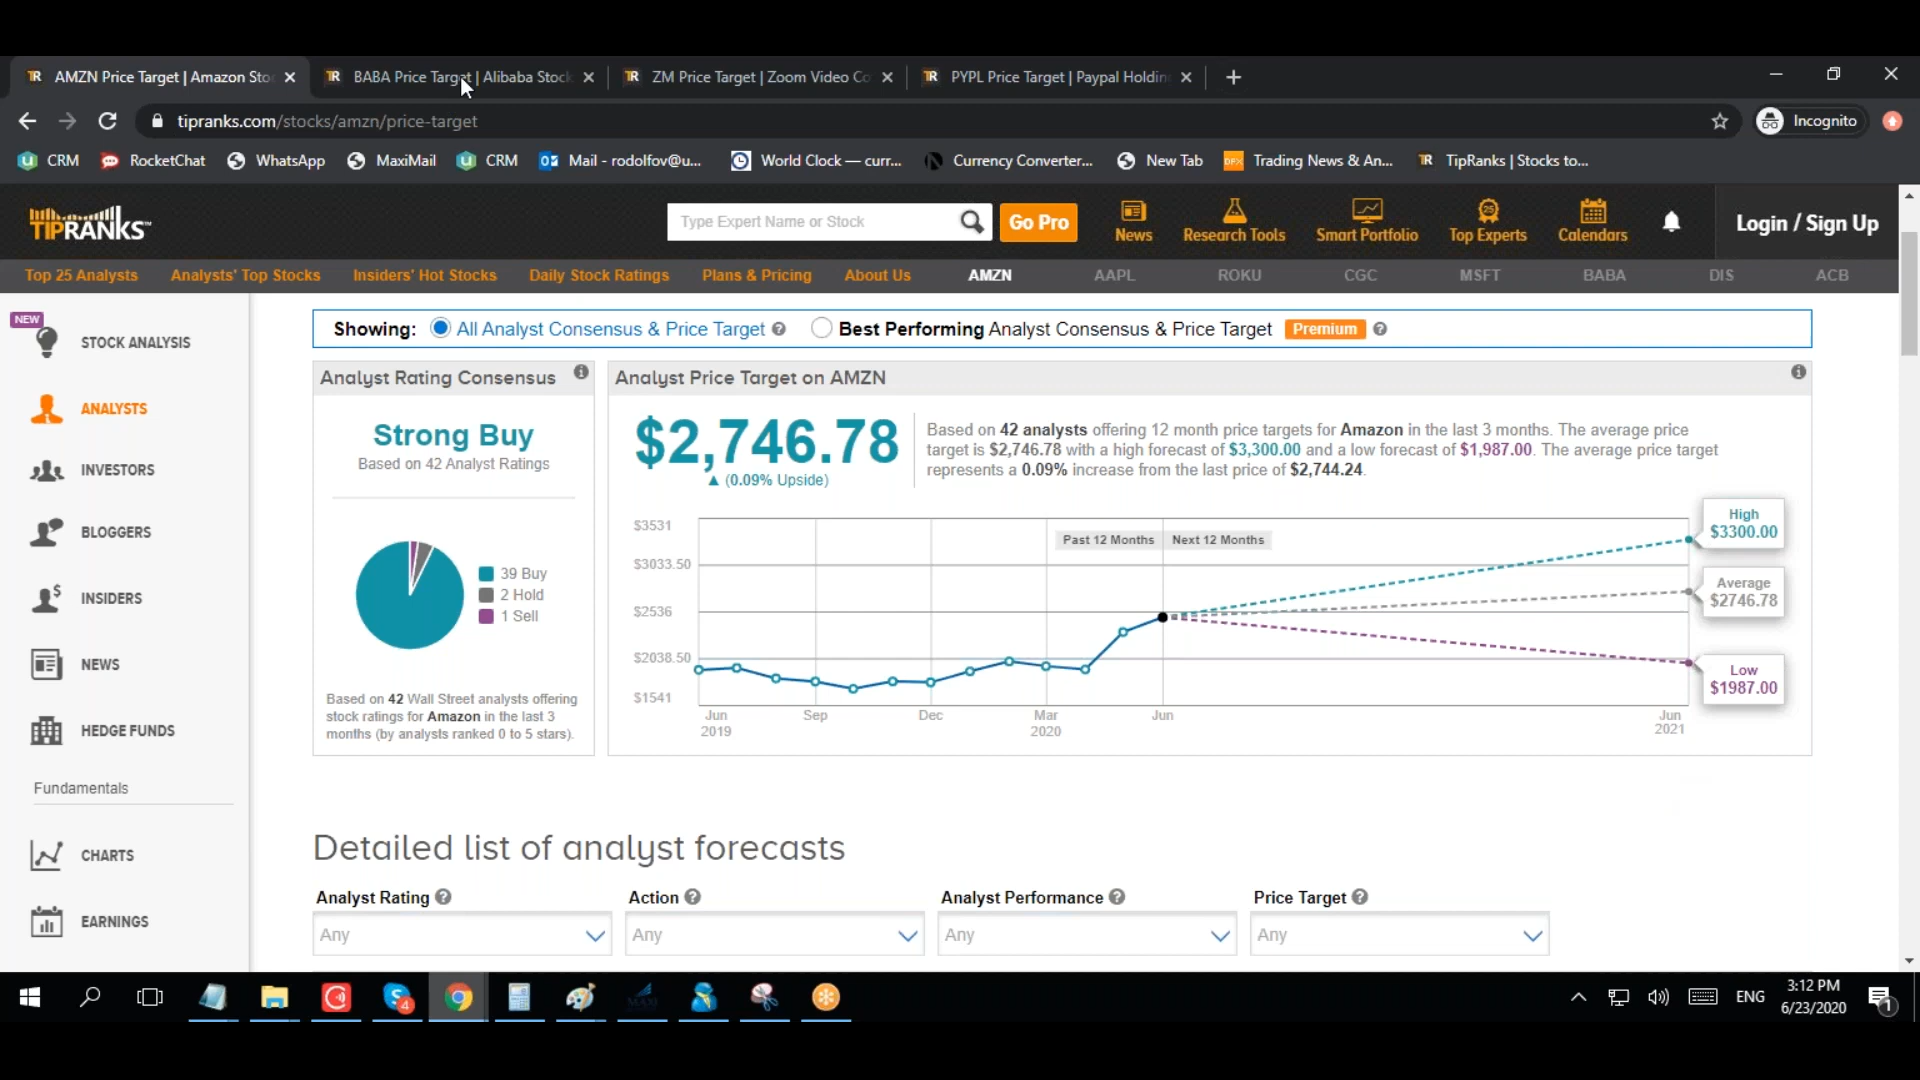 AMZN Price Target | Amazon Sto
BABA Price Target | Alibaba Stock
ZM Price Target | Zoom Video Co
PYPL Price Target | Paypal Holdin
tipranks.com/stocks/amzn/price-target
Incognito
CRM
RocketChat
WhatsApp
MaxiMail
CRM
Mail - rodolfov@u...
World Clock — curr...
Currency Converter...
New Tab
Trading News & An...
TipRanks | Stocks to...
TIPRANKS™
Type Expert Name or Stock
Go Pro
News
Research Tools
Smart Portfolio
25
Top Experts
Calendars
Login / Sign Up
Top 25 Analysts
Analysts' Top Stocks
Insiders' Hot Stocks
Daily Stock Ratings
Plans & Pricing
About Us
AMZN
AAPL
ROKU
CGC
MSFT
BABA
DIS
ACB
NEW
STOCK ANALYSIS
ANALYSTS
INVESTORS
BLOGGERS
INSIDERS
NEWS
HEDGE FUNDS
Fundamentals
CHARTS
EARNINGS
Showing: All Analyst Consensus & Price Target ? Best Performing Analyst Consensus & Price Target Premium ?
Analyst Rating Consensus
Strong Buy
Based on 42 Analyst Ratings
39 Buy
2 Hold
1 Sell
Based on 42 Wall Street analysts offering
stock ratings for Amazon in the last 3
months (by analysts ranked 0 to 5 stars).
Analyst Price Target on AMZN
$2,746.78
▲ (0.09% Upside)
Based on 42 analysts offering 12 month price targets for Amazon in the last 3 months. The average price
target is $2,746.78 with a high forecast of $3,300.00 and a low forecast of $1,987.00. The average price target
represents a 0.09% increase from the last price of $2,744.24.
$3531
$3033.50
$2536
$2038.50
$1541
Past 12 Months
Next 12 Months
High
$3300.00
Average
$2746.78
Low
$1987.00
Jun
2019
Sep
Dec
Mar
2020
Jun
Jun
2021
Detailed list of analyst forecasts
Analyst Rating ?
Any
Action ?
Any
Analyst Performance ?
Any
Price Target ?
Any
4
ENG
3:12 PM
6/23/2020
1